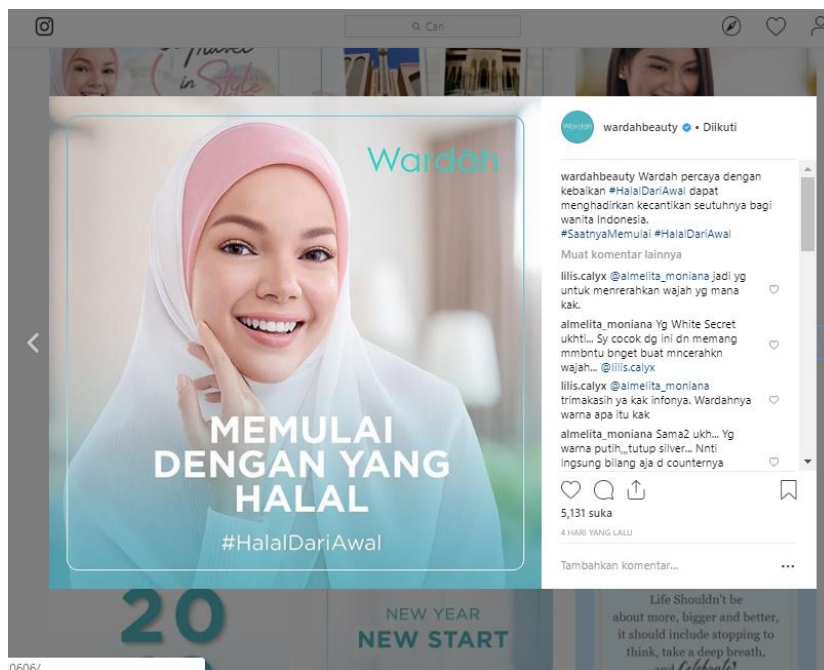 Cari
Travel
in Style
Wardah
MEMULAI
DENGAN YANG
HALAL
#HalalDariAwal
Wardah
wardahbeauty • Diikuti
wardahbeauty Wardah percaya dengan
kebaikan #HalalDariAwal dapat
menghadirkan kecantikan seutuhnya bagi
wanita Indonesia.
#SaatnyaMemulai #HalalDariAwal
Muat komentar lainnya
lilis.calyx @almelita_moniana jadi yg
untuk menrerahkan wajah yg mana
kak.
almelita_moniana Yg White Secret
ukhti... Sy cocok dg ini dn memang
mmbntu bnget buat mncerahkn
wajah... @lilis.calyx
lilis.calyx @almelita_moniana
trimakasih ya kak infonya. Wardahnya
warna apa itu kak
almelita_moniana Sama2 ukh... Yg
warna putih,,,tutup silver... Nnti
lngsung bilang aja d counternya
5,131 suka
4 HARI YANG LALU
Tambahkan komentar...
20
NEW YEAR
NEW START
Life Shouldn't be
about more, bigger and better,
it should include stopping to
think, take a deep breath,
and Celebrate!
0606/